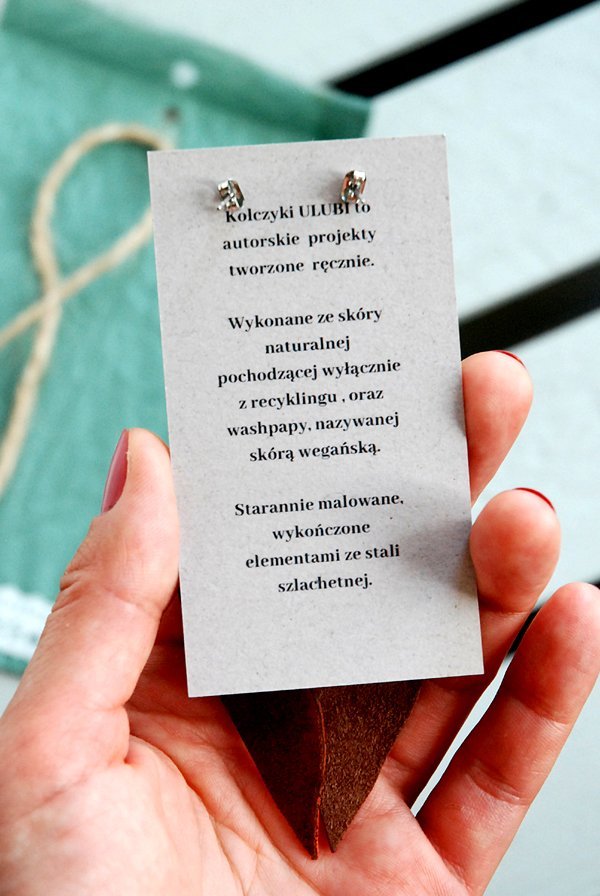 Kolczyki ULUBI to
autorskie projekty
tworzone ręcznie.
Wykonane ze skóry
naturalnej
pochodzącej wyłącznie
z recyklingu , oraz
washpapy, nazywanej
skórą wegańską.
Starannie malowane,
wykończone
elementami ze stali
szlachetnej.